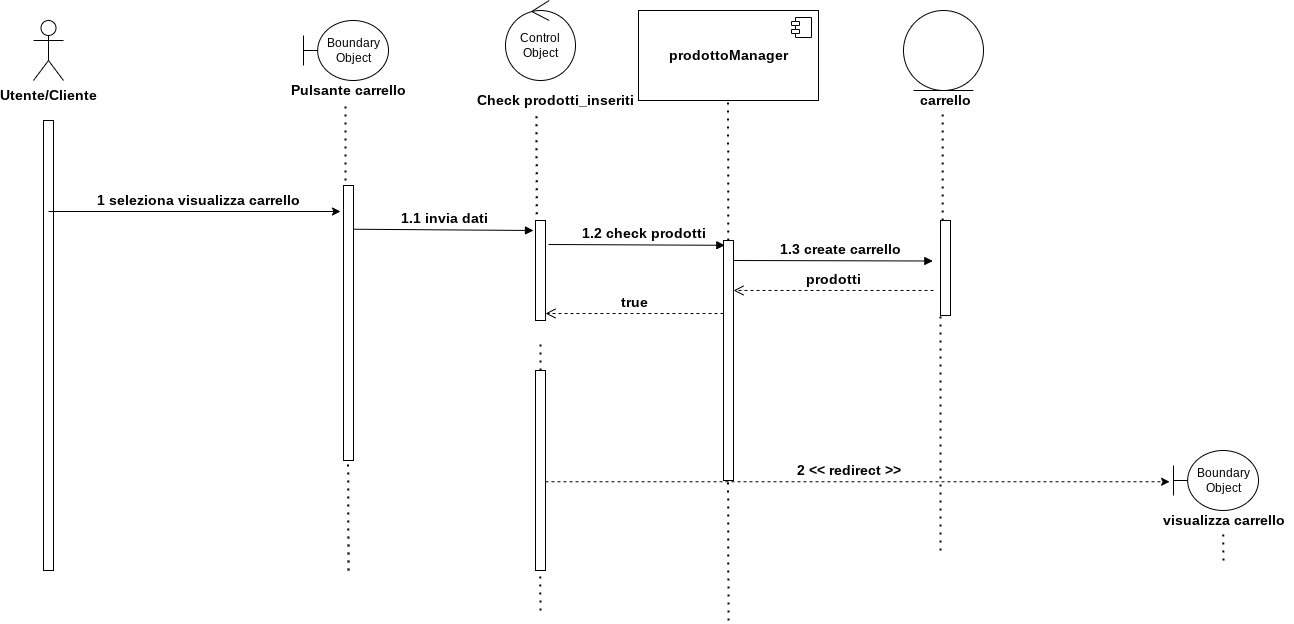 Utente/Cliente
Boundary
Object
Pulsante carrello
Control
Object
Check prodotti_inseriti
prodottoManager
carrello
1 seleziona visualizza carrello
1.1 invia dati
1.2 check prodotti
1.3 create carrello
prodotti
true
2 << redirect >>
Boundary
Object
visualizza carrello